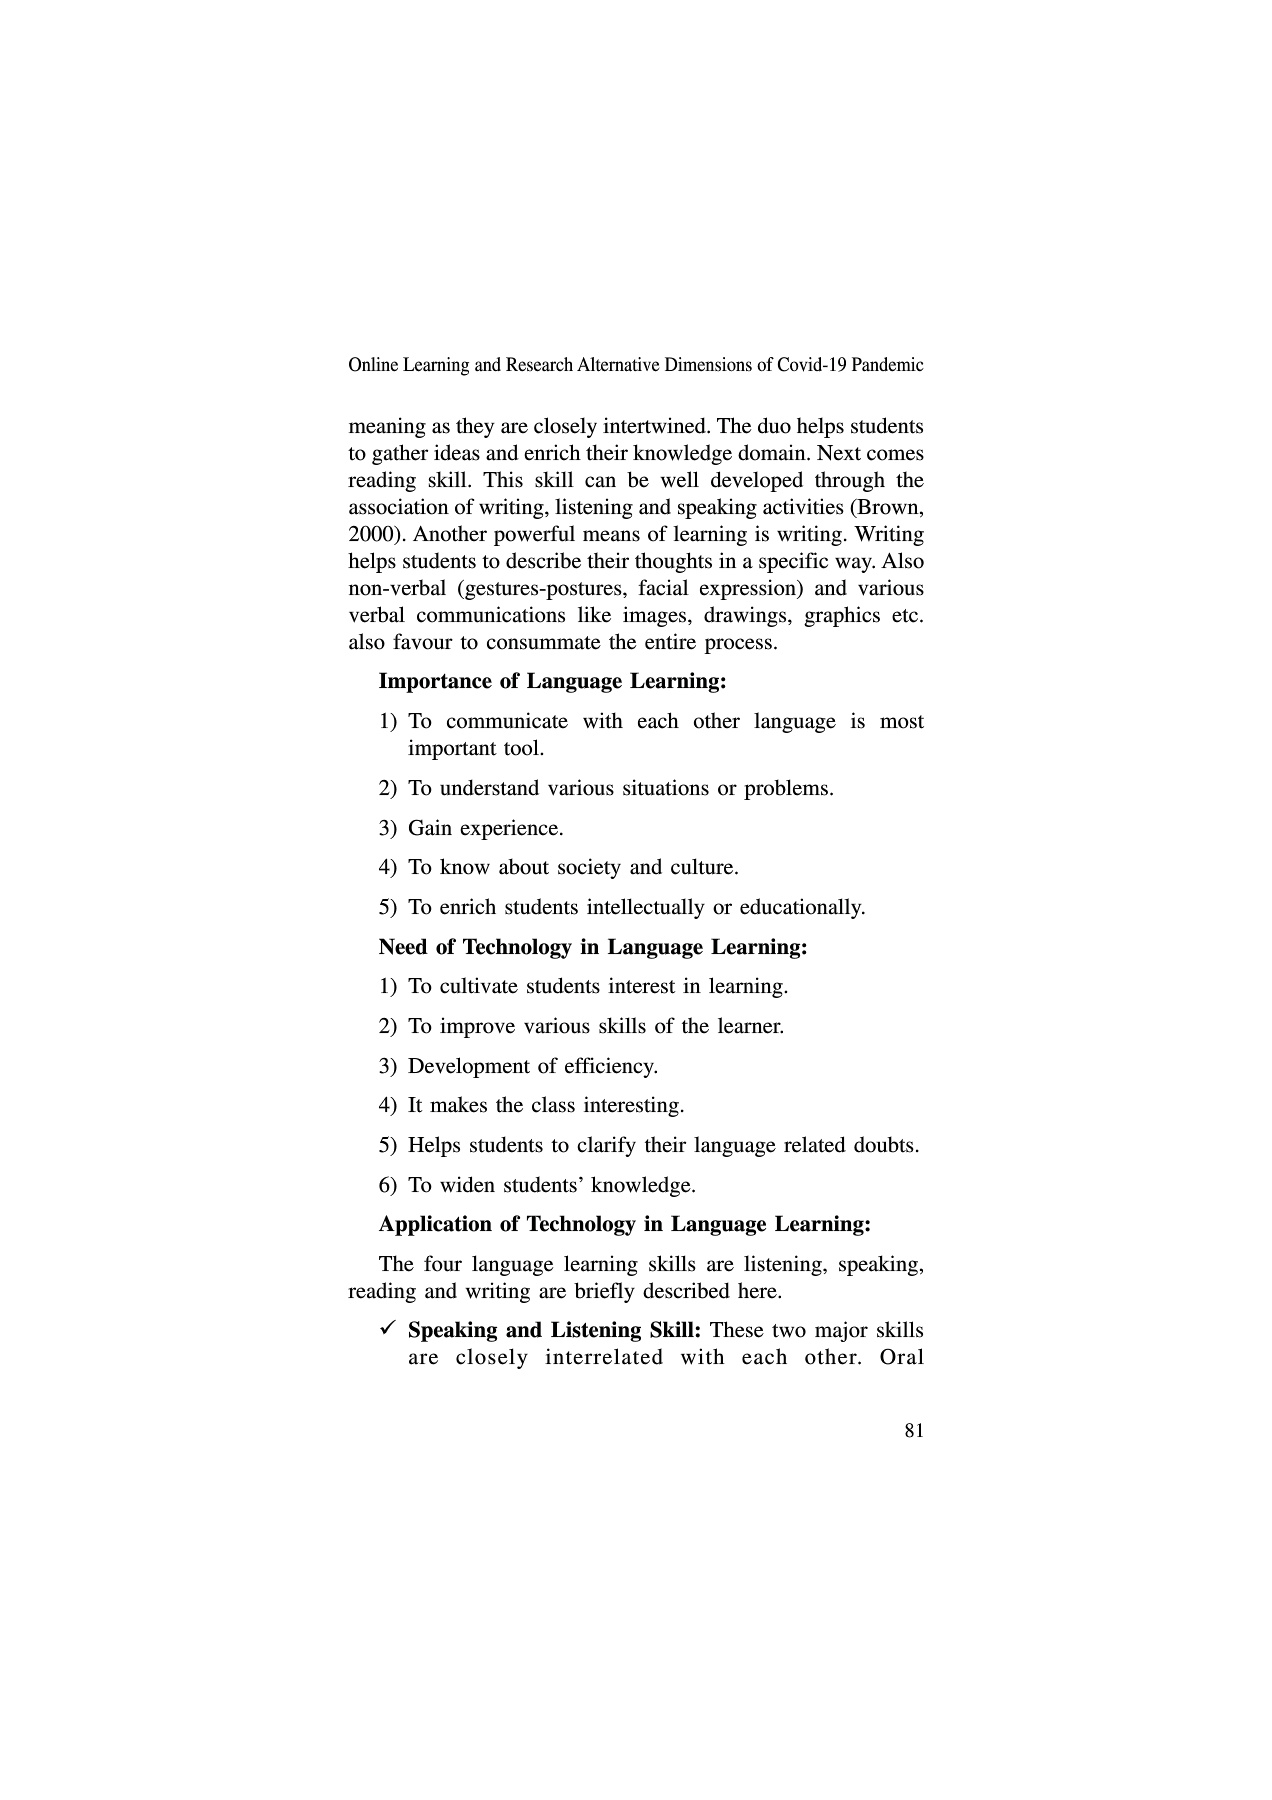 Online Learning and Research Alternative Dimensions of Covid-19 Pandemic
meaning as they are closely intertwined. The duo helps students
to gather ideas and enrich their knowledge domain. Next comes
reading skill. This skill can be well developed through the
association of writing, listening and speaking activities (Brown,
2000). Another powerful means of learning is writing. Writing
helps students to describe their thoughts in a specific way. Also
non-verbal (gestures-postures, facial expression) and various
verbal communications like images, drawings, graphics etc.
also favour to consummate the entire process.
Importance of Language Learning:
1) To communicate with each other language is most
important tool.
2) To understand various situations or problems.
3) Gain experience.
4) To know about society and culture.
5) To enrich students intellectually or educationally.
Need of Technology in Language Learning:
1) To cultivate students interest in learning.
2) To improve various skills of the learner.
3) Development of efficiency.
4) It makes the class interesting.
5) Helps students to clarify their language related doubts.
6) To widen students’ knowledge.
Application of Technology in Language Learning:
The four language learning skills are listening, speaking,
reading and writing are briefly described here.
✓ Speaking and Listening Skill: These two major skills
are closely interrelated with each other. Oral
81